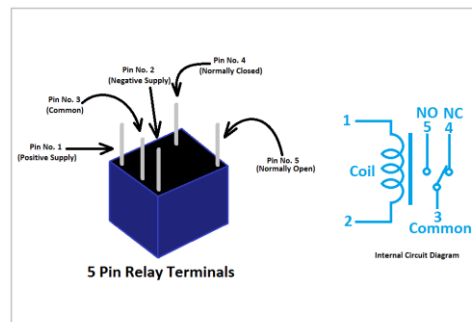 Pin No. 2
(Negative Supply)
Pin No. 4
(Normally Closed)
Pin No. 3
(Common)
Pin No. 1
(Positive Supply)
Pin No. 5
(Normally Open)
5 Pin Relay Terminals
1
NO NC
5 4
Coil
2
3
Common
Internal Circuit Diagram